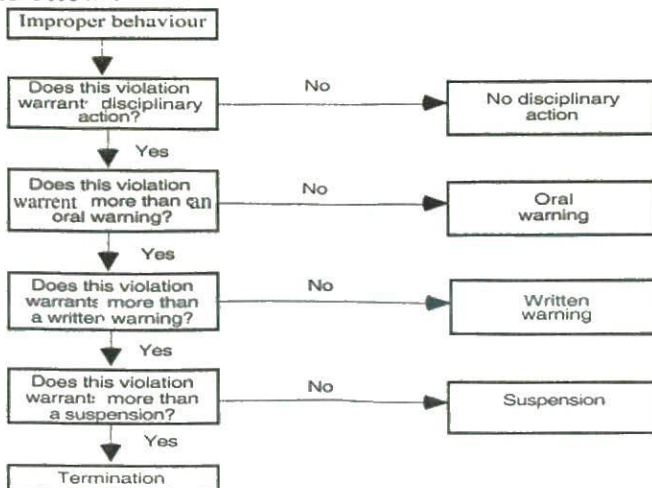 Improper behaviour
Does this violation
warrant disciplinary
action?
No
No disciplinary
action
Yes
Does this violation
warrent more than an
oral warning?
No
Oral
warning
Yes
Does this violation
warrants more than
a written warning?
No
Written
warning
Yes
Does this violation
warrant more than
a suspension?
No
Suspension
Yes
Termination